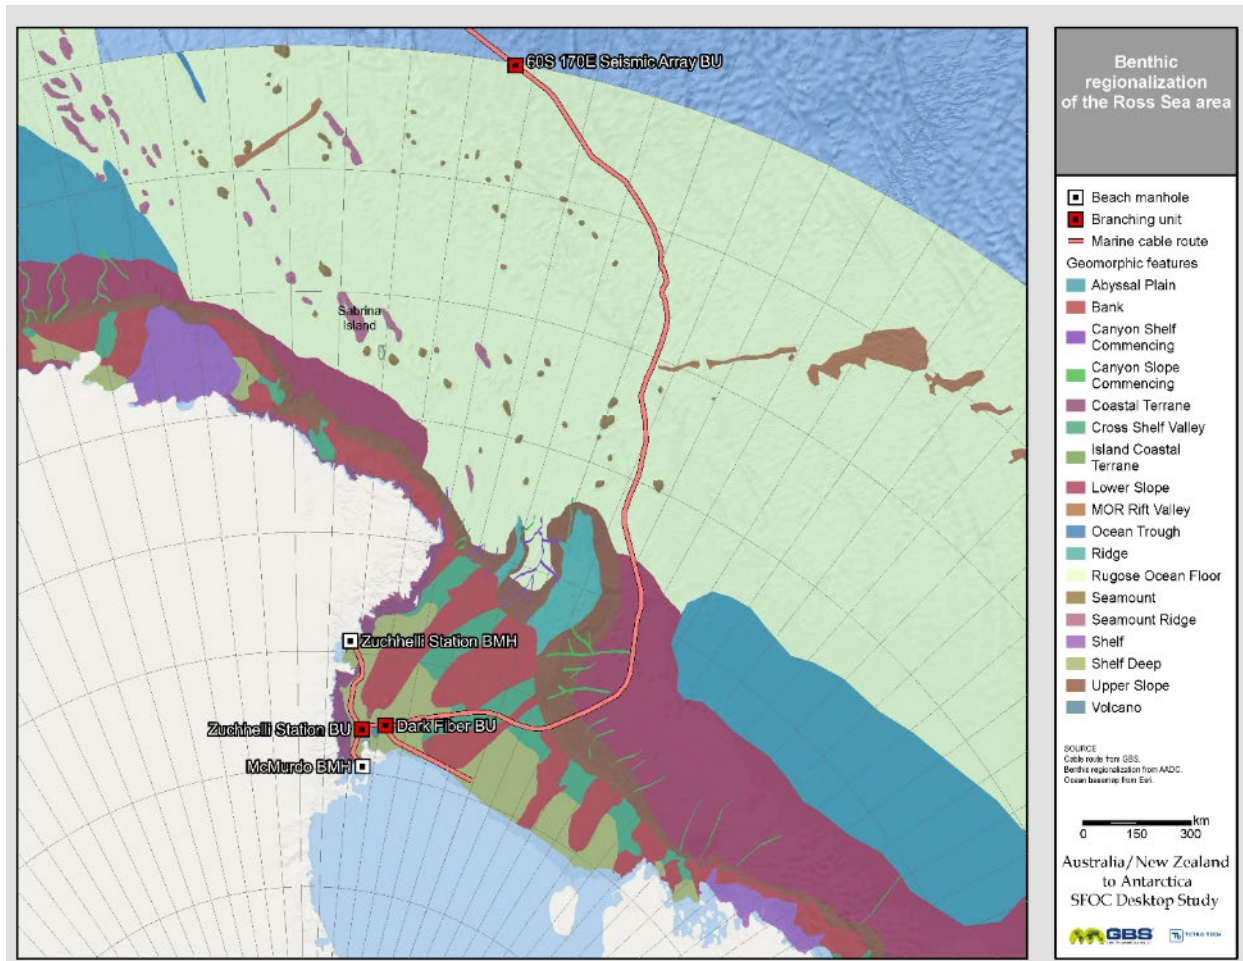 60S 170E Seismic Array BU
Sabrina
Island
Zuchhelli Station BMH
Zuchhelli Station BU
Dark Fiber BU
McMurdo BMH
Benthic
regionalization
of the Ross Sea area
Beach manhole
Branching unit
Marine cable route
Geomorphic features
Abyssal Plain
Bank
Canyon Shelf
Commencing
Canyon Slope
Commencing
Coastal Terrane
Cross Shelf Valley
Island Coastal
Terrane
Lower Slope
MOR Rift Valley
Ocean Trough
Ridge
Rugose Ocean Floor
Seamount
Seamount Ridge
Shelf
Shelf Deep
Upper Slope
Volcano
SOURCE
Cable route from GBS.
Benthic regionalization from AADC.
Ocean basemap from Esri.
km
0 150 300
Australia/New Zealand
to Antarctica
SFOC Desktop Study
GBS
TETRA TECH